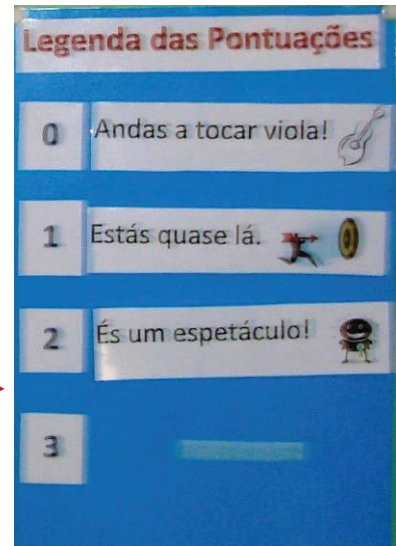 Legenda das Pontuações
0 Andas a tocar viola!
1 Estás quase lá.
2 És um espetáculo!
3